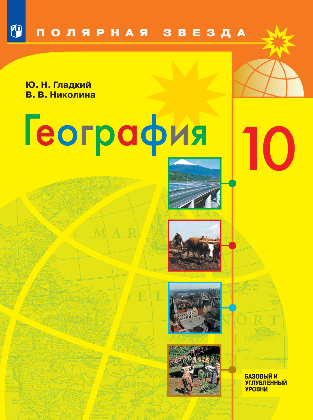 ПОЛЯРНАЯ ЗВЕЗДА
Ю. Н. Гладкий
В. В. Николина
География
10
БАЗОВЫЙ И
УГЛУБЛЁННЫЙ
УРОВНИ